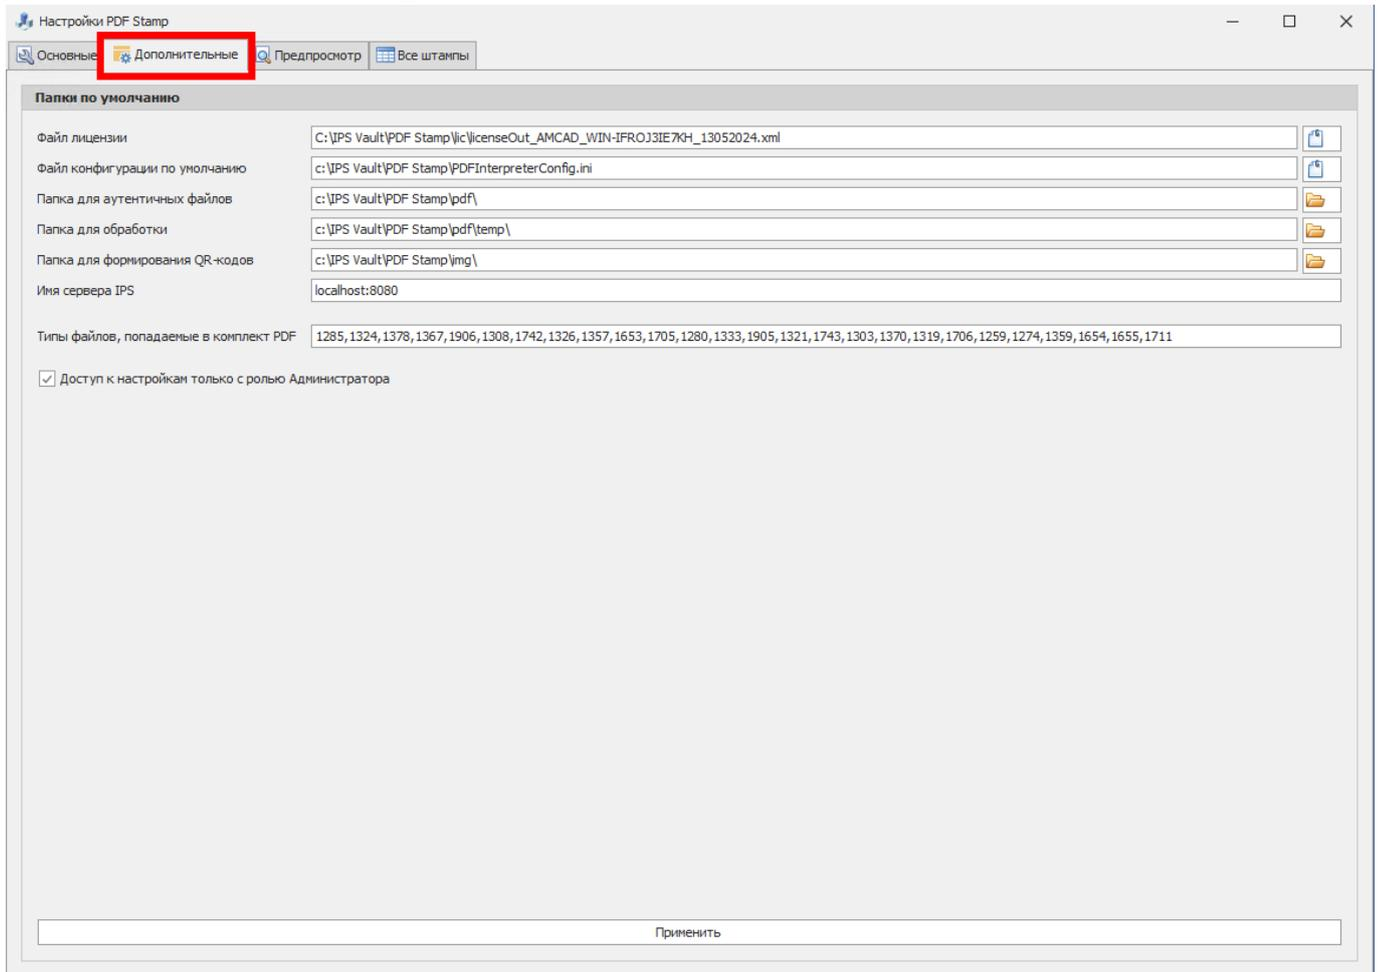 Настройки PDF Stamp
Основные Дополнительные Предпросмотр Все штампы
Папки по умолчанию
Файл лицензии C:\IPS Vault\PDF Stamp\lic\licenseOut_AMCAD_WIN-IFROJ3IE7KH_13052024.xml
Файл конфигурации по умолчанию c:\IPS Vault\PDF Stamp\PDFInterpreterConfig.ini
Папка для аутентичных файлов c:\IPS Vault\PDF Stamp\pdf\
Папка для обработки c:\IPS Vault\PDF Stamp\pdf\temp\
Папка для формирования QR-кодов c:\IPS Vault\PDF Stamp\img\
Имя сервера IPS localhost:8080
Типы файлов, попадаемые в комплект PDF 1285,1324,1378,1367,1906,1308,1742,1326,1357,1653,1705,1280,1333,1905,1321,1743,1303,1370,1319,1706,1259,1274,1359,1654,1655,1711
Доступ к настройкам только с ролью Администратора
Применить